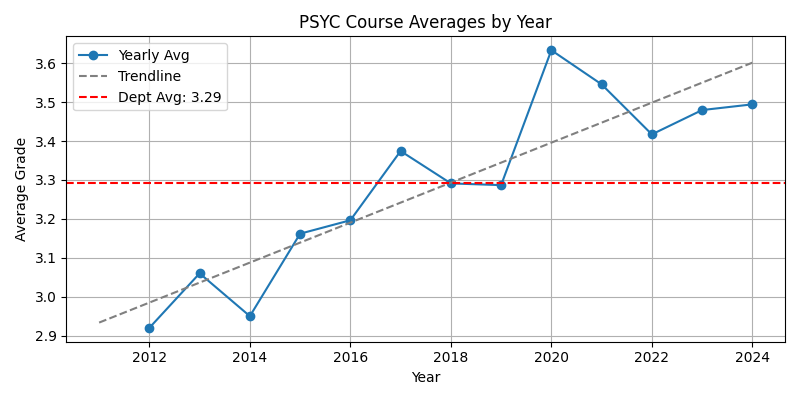 PSYC Course Averages by Year
Yearly Avg
Trendline
Dept Avg: 3.29
Average Grade
3.6
3.5
3.4
3.3
3.2
3.1
3.0
2.9
2012 2014 2016 2018 2020 2022 2024
Year